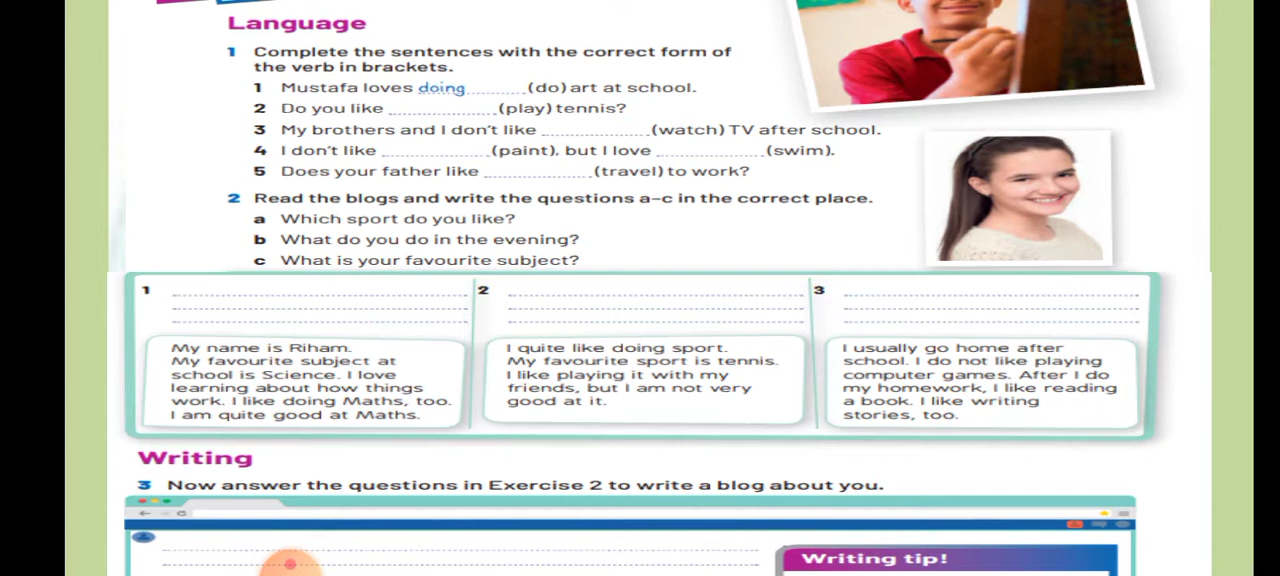 Language
1 Complete the sentences with the correct form of
the verb in brackets.
1 Mustafa loves doing (do) art at school.
2 Do you like (play) tennis?
3 My brothers and I don't like (watch) TV after school.
4 I don't like (paint), but I love (swim).
5 Does your father like (travel) to work?
2 Read the blogs and write the questions a–c in the correct place.
a Which sport do you like?
b What do you do in the evening?
c What is your favourite subject?
1
My name is Riham.
My favourite subject at
school is Science. I love
learning about how things
work. I like doing Maths, too.
I am quite good at Maths.
2
I quite like doing sport.
My favourite sport is tennis.
I like playing it with my
friends, but I am not very
good at it.
3
I usually go home after
school. I do not like playing
computer games. After I do
my homework, I like reading
a book. I like writing
stories, too.
Writing
3 Now answer the questions in Exercise 2 to write a blog about you.
Writing tip!